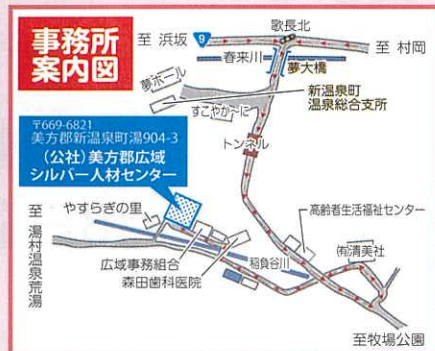 事務所
案内図
至 浜坂
9
歌長北
至 村岡
春来川
夢大橋
夢ホール
すこやか〜に
新温泉町
温泉総合支所
〒669-6821
美方郡新温泉町湯904-3
(公社)美方郡広域
シルバー人材センター
トンネル
至 湯村温泉荒湯
やすらぎの里
高齢者生活福祉センター
広域事務組合
森田歯科医院
稲負谷川
㈲清美社
至牧場公園